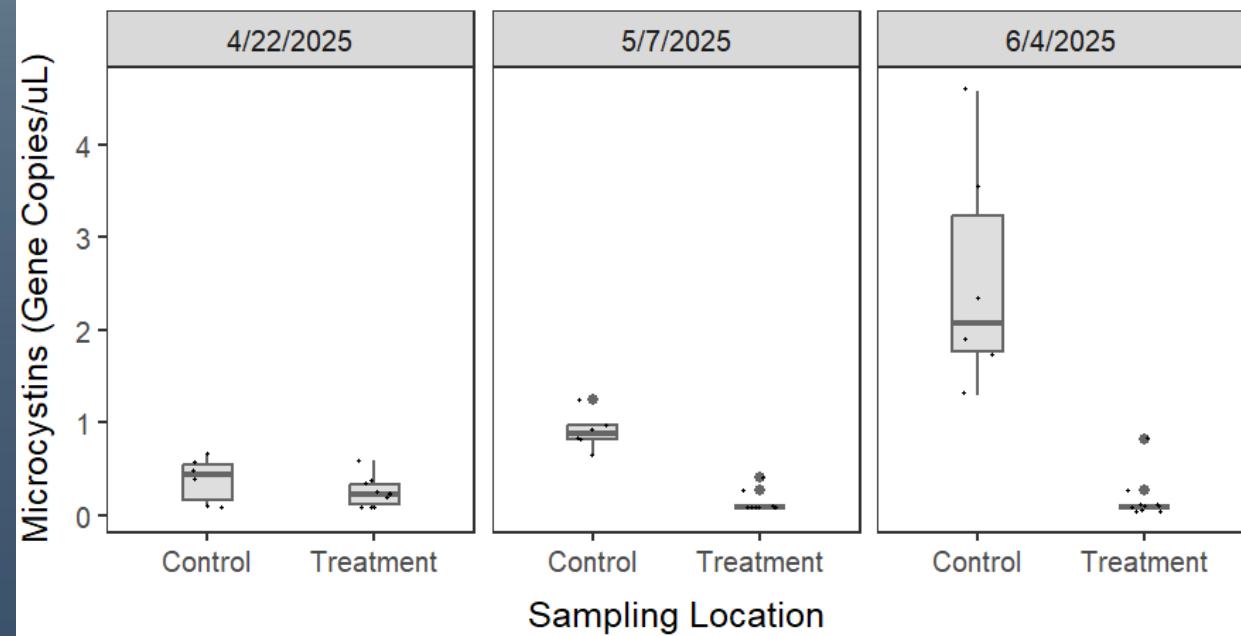 4/22/2025
5/7/2025
6/4/2025
Microcystins (Gene Copies/uL)
4
3
2
1
0
Control
Treatment
Control
Treatment
Control
Treatment
Sampling Location